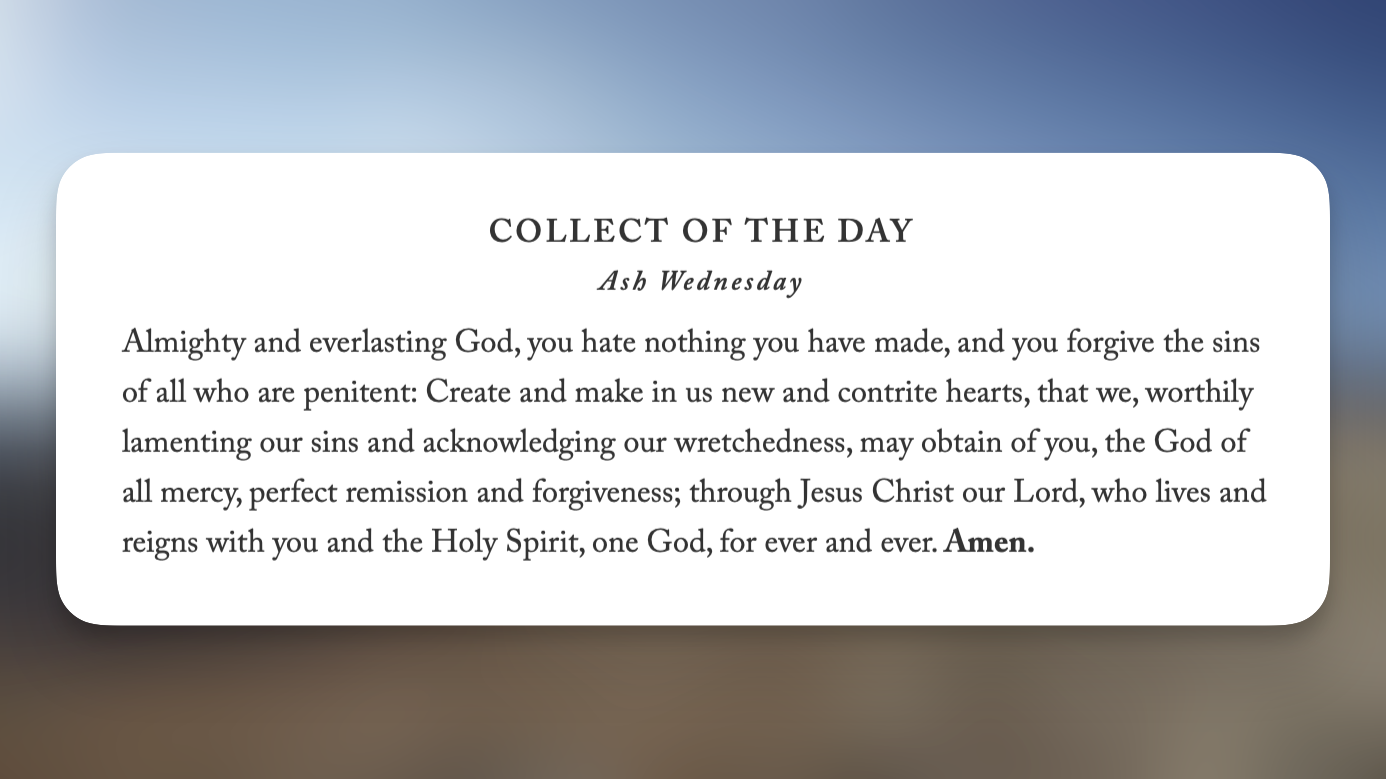 COLLECT OF THE DAY
Ash Wednesday
Almighty and everlasting God, you hate nothing you have made, and you forgive the sins
of all who are penitent: Create and make in us new and contrite hearts, that we, worthily
lamenting our sins and acknowledging our wretchedness, may obtain of you, the God of
all mercy, perfect remission and forgiveness; through Jesus Christ our Lord, who lives and
reigns with you and the Holy Spirit, one God, for ever and ever. Amen.